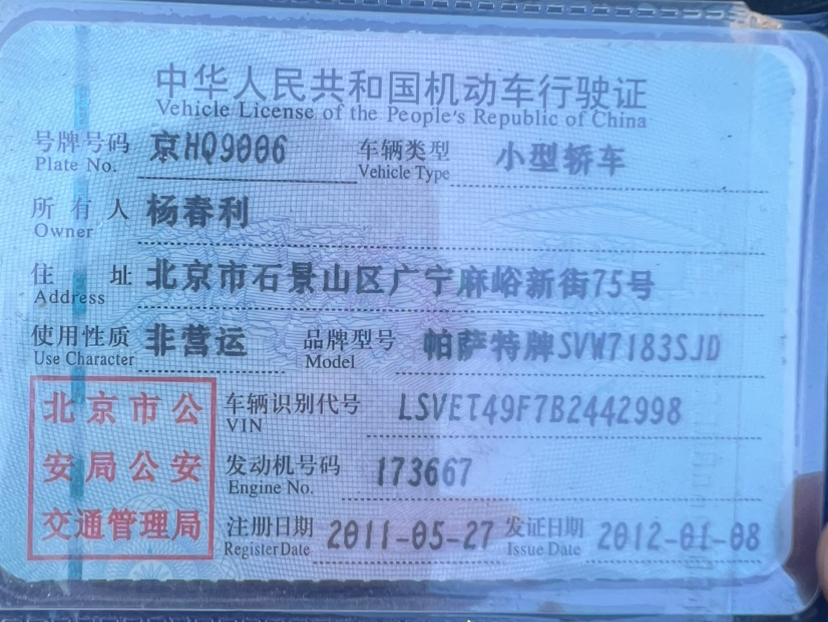 中华人民共和国机动车行驶证
Vehicle License of the People's Republic of China
号牌号码 京HQ9006 车辆类型 小型轿车
Plate No. Vehicle Type
所有人 杨春利
Owner
住址 北京市石景山区广宁麻峪新街75号
Address
使用性质 非营运 品牌型号 帕萨特牌SVW7183SJD
Use Character Model
北京市公安局公安交通管理局
车辆识别代号 LSVET49F7B2442998
VIN
发动机号码 173667
Engine No.
注册日期 2011-05-27 发证日期 2012-01-08
Register Date Issue Date